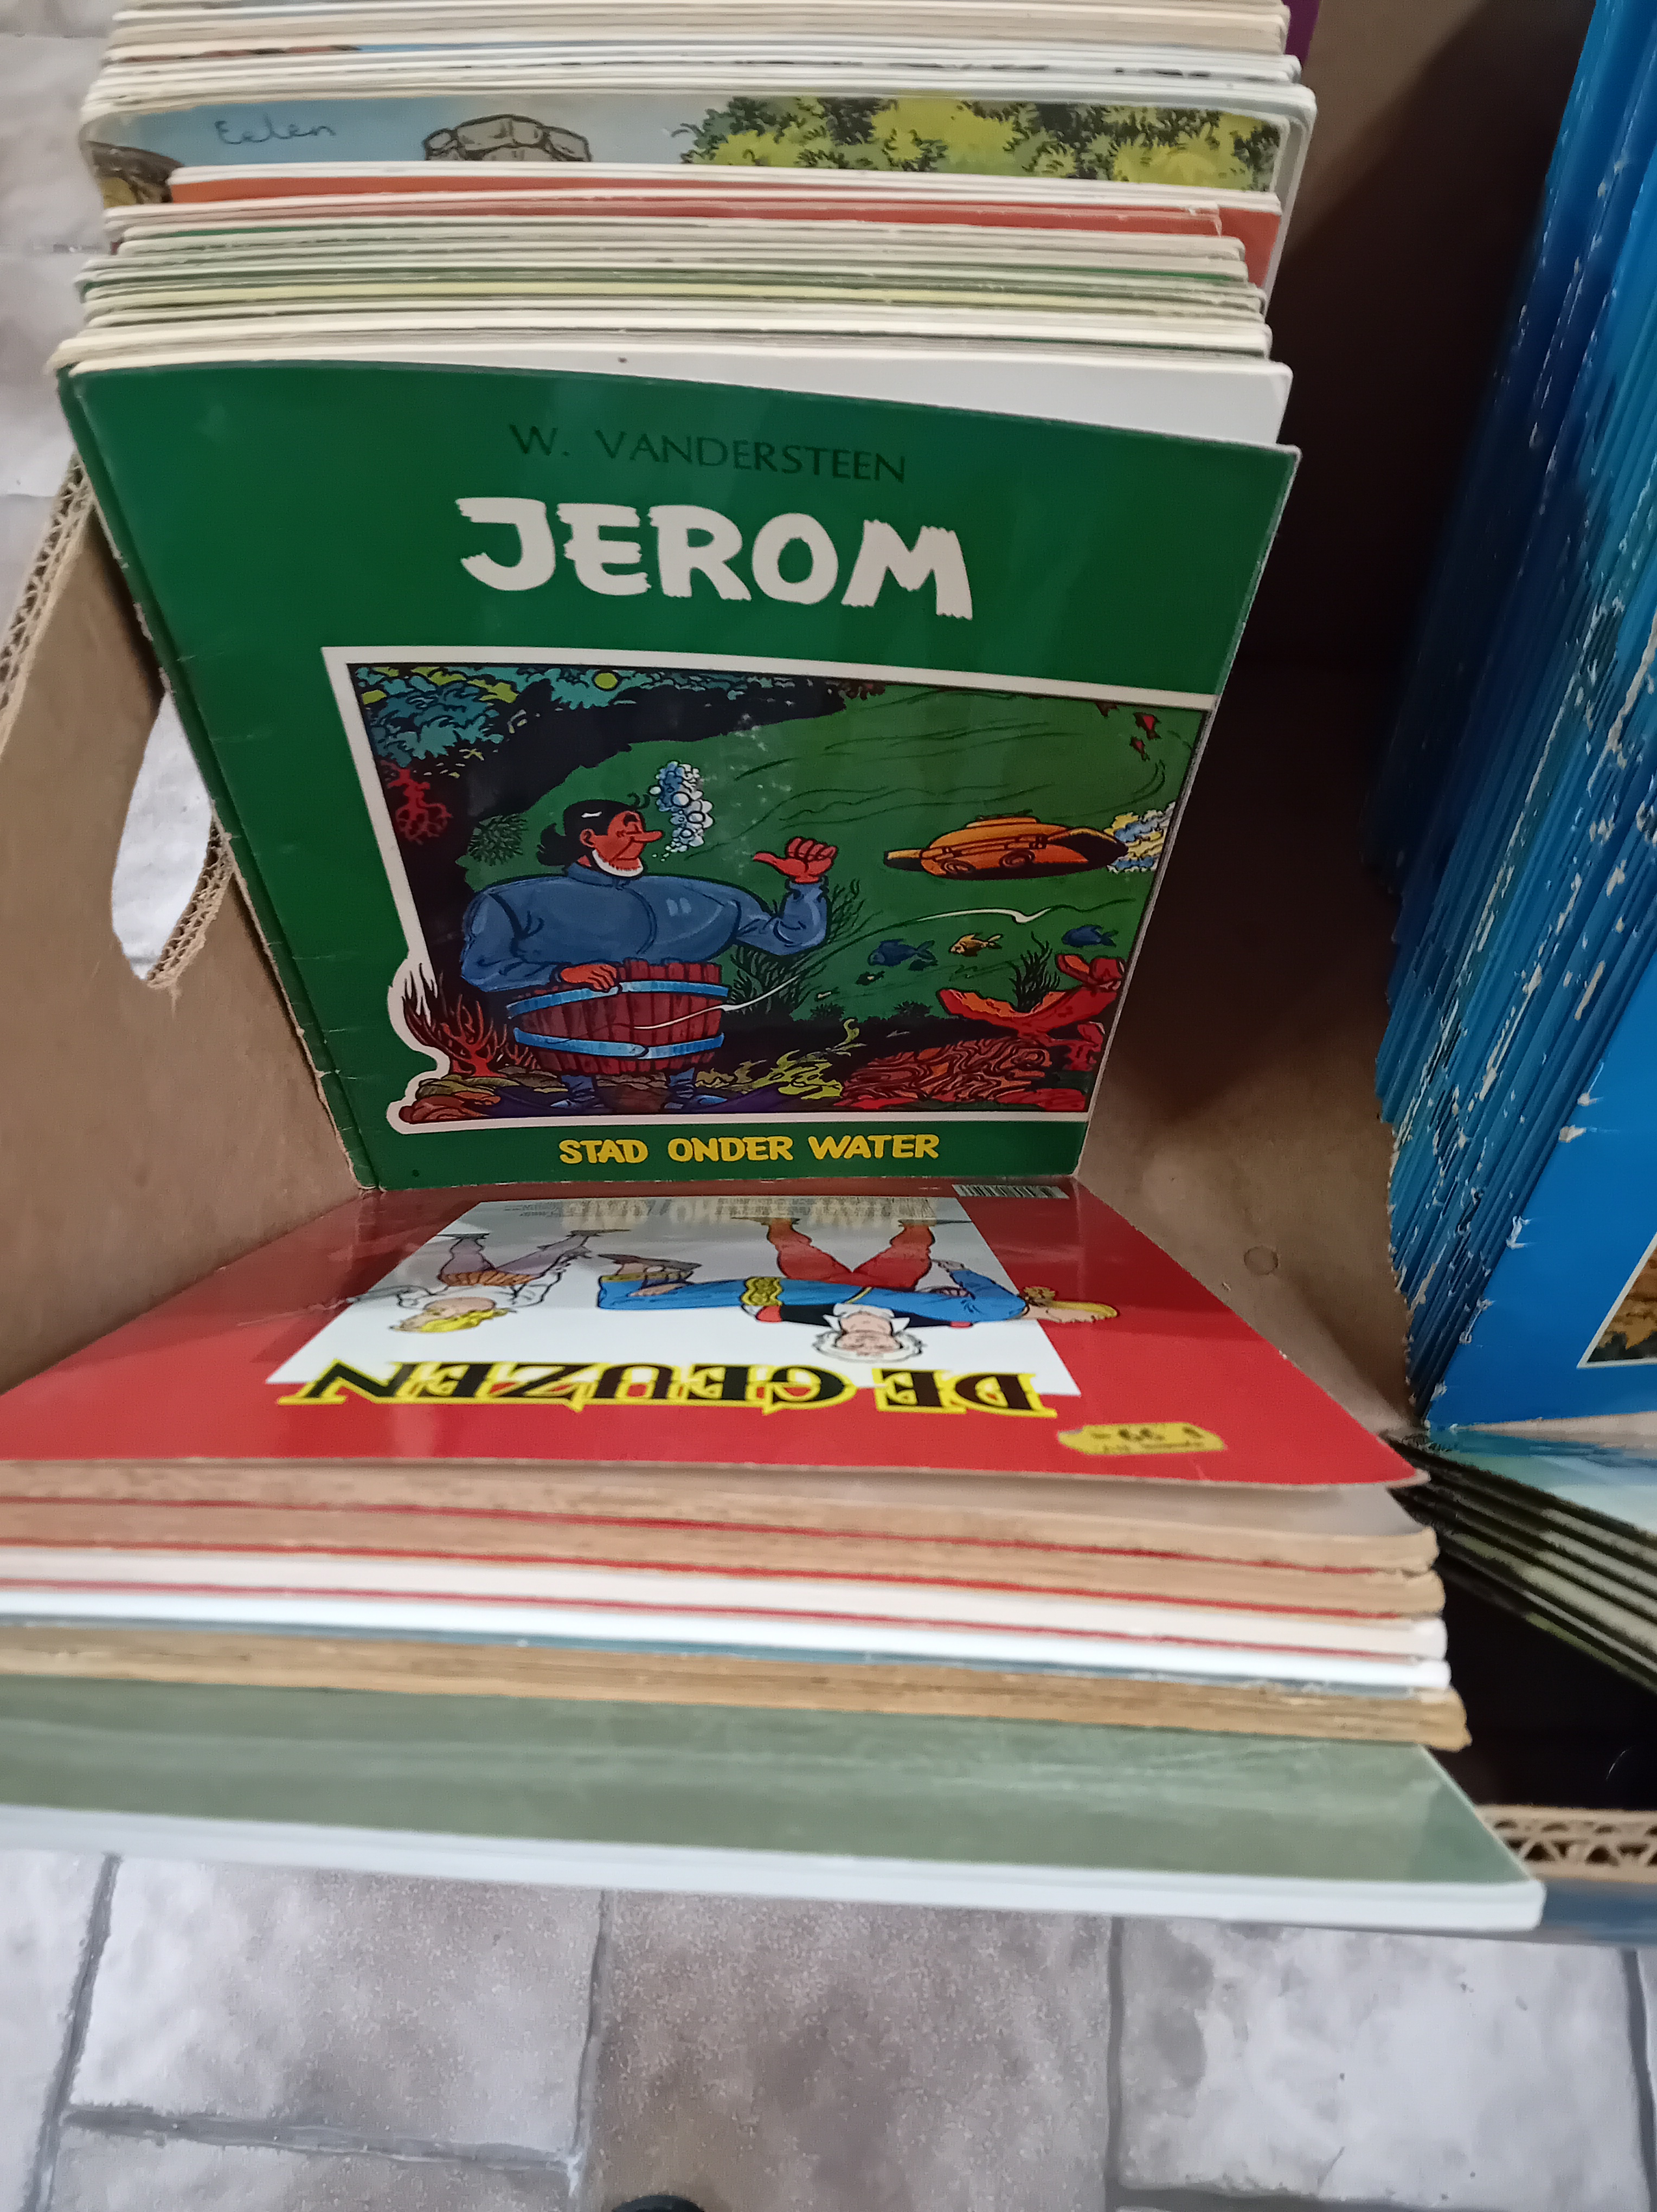 Eelen
W. VANDERSTEEN
JEROM
STAD ONDER WATER
DE GEUZEN